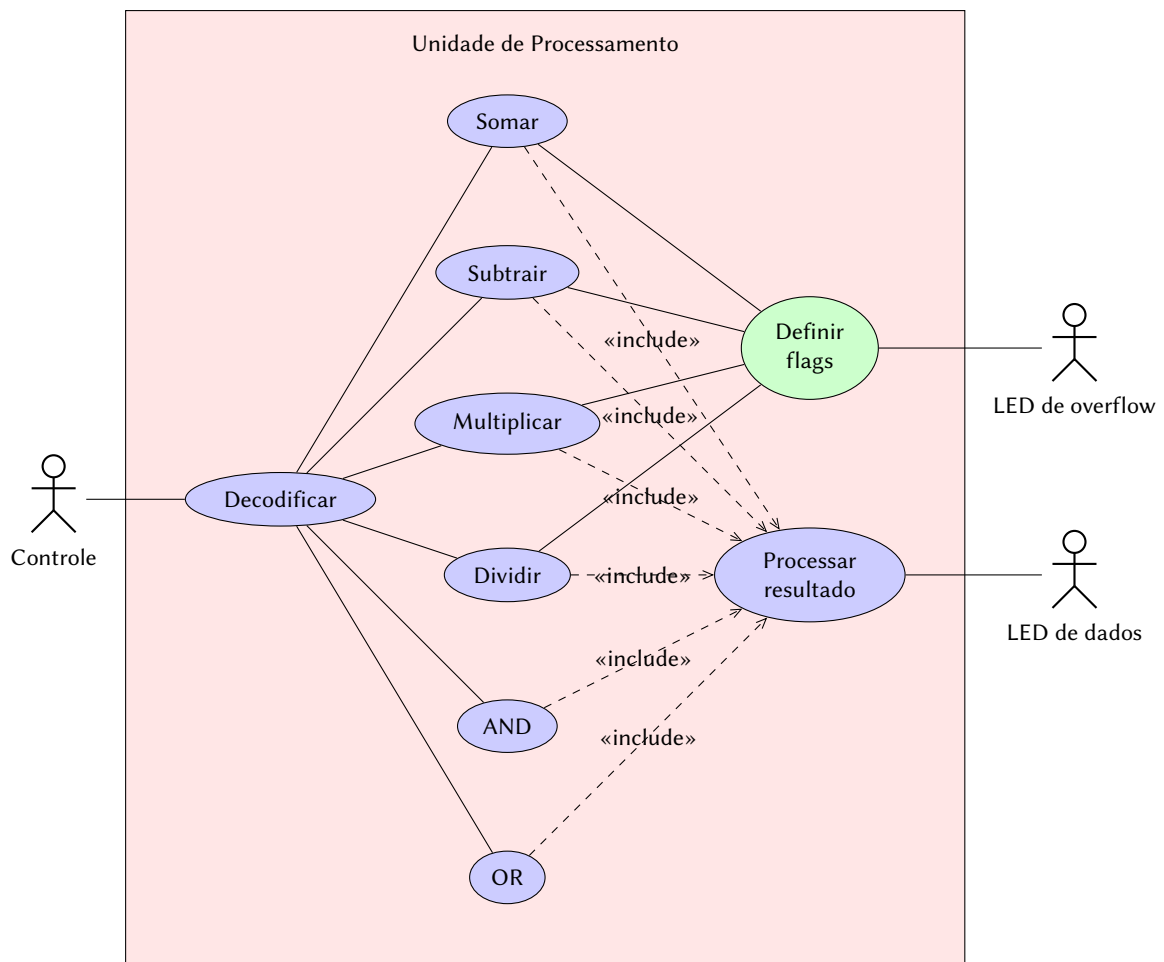 Unidade de Processamento
Somar
Subtrair
Definir
flags
«include»
LED de overflow
«include»
Multiplicar
Decodificar
«include»
Controle
Processar
resultado
Dividir
«include»
LED de dados
«include»
AND
«include»
OR